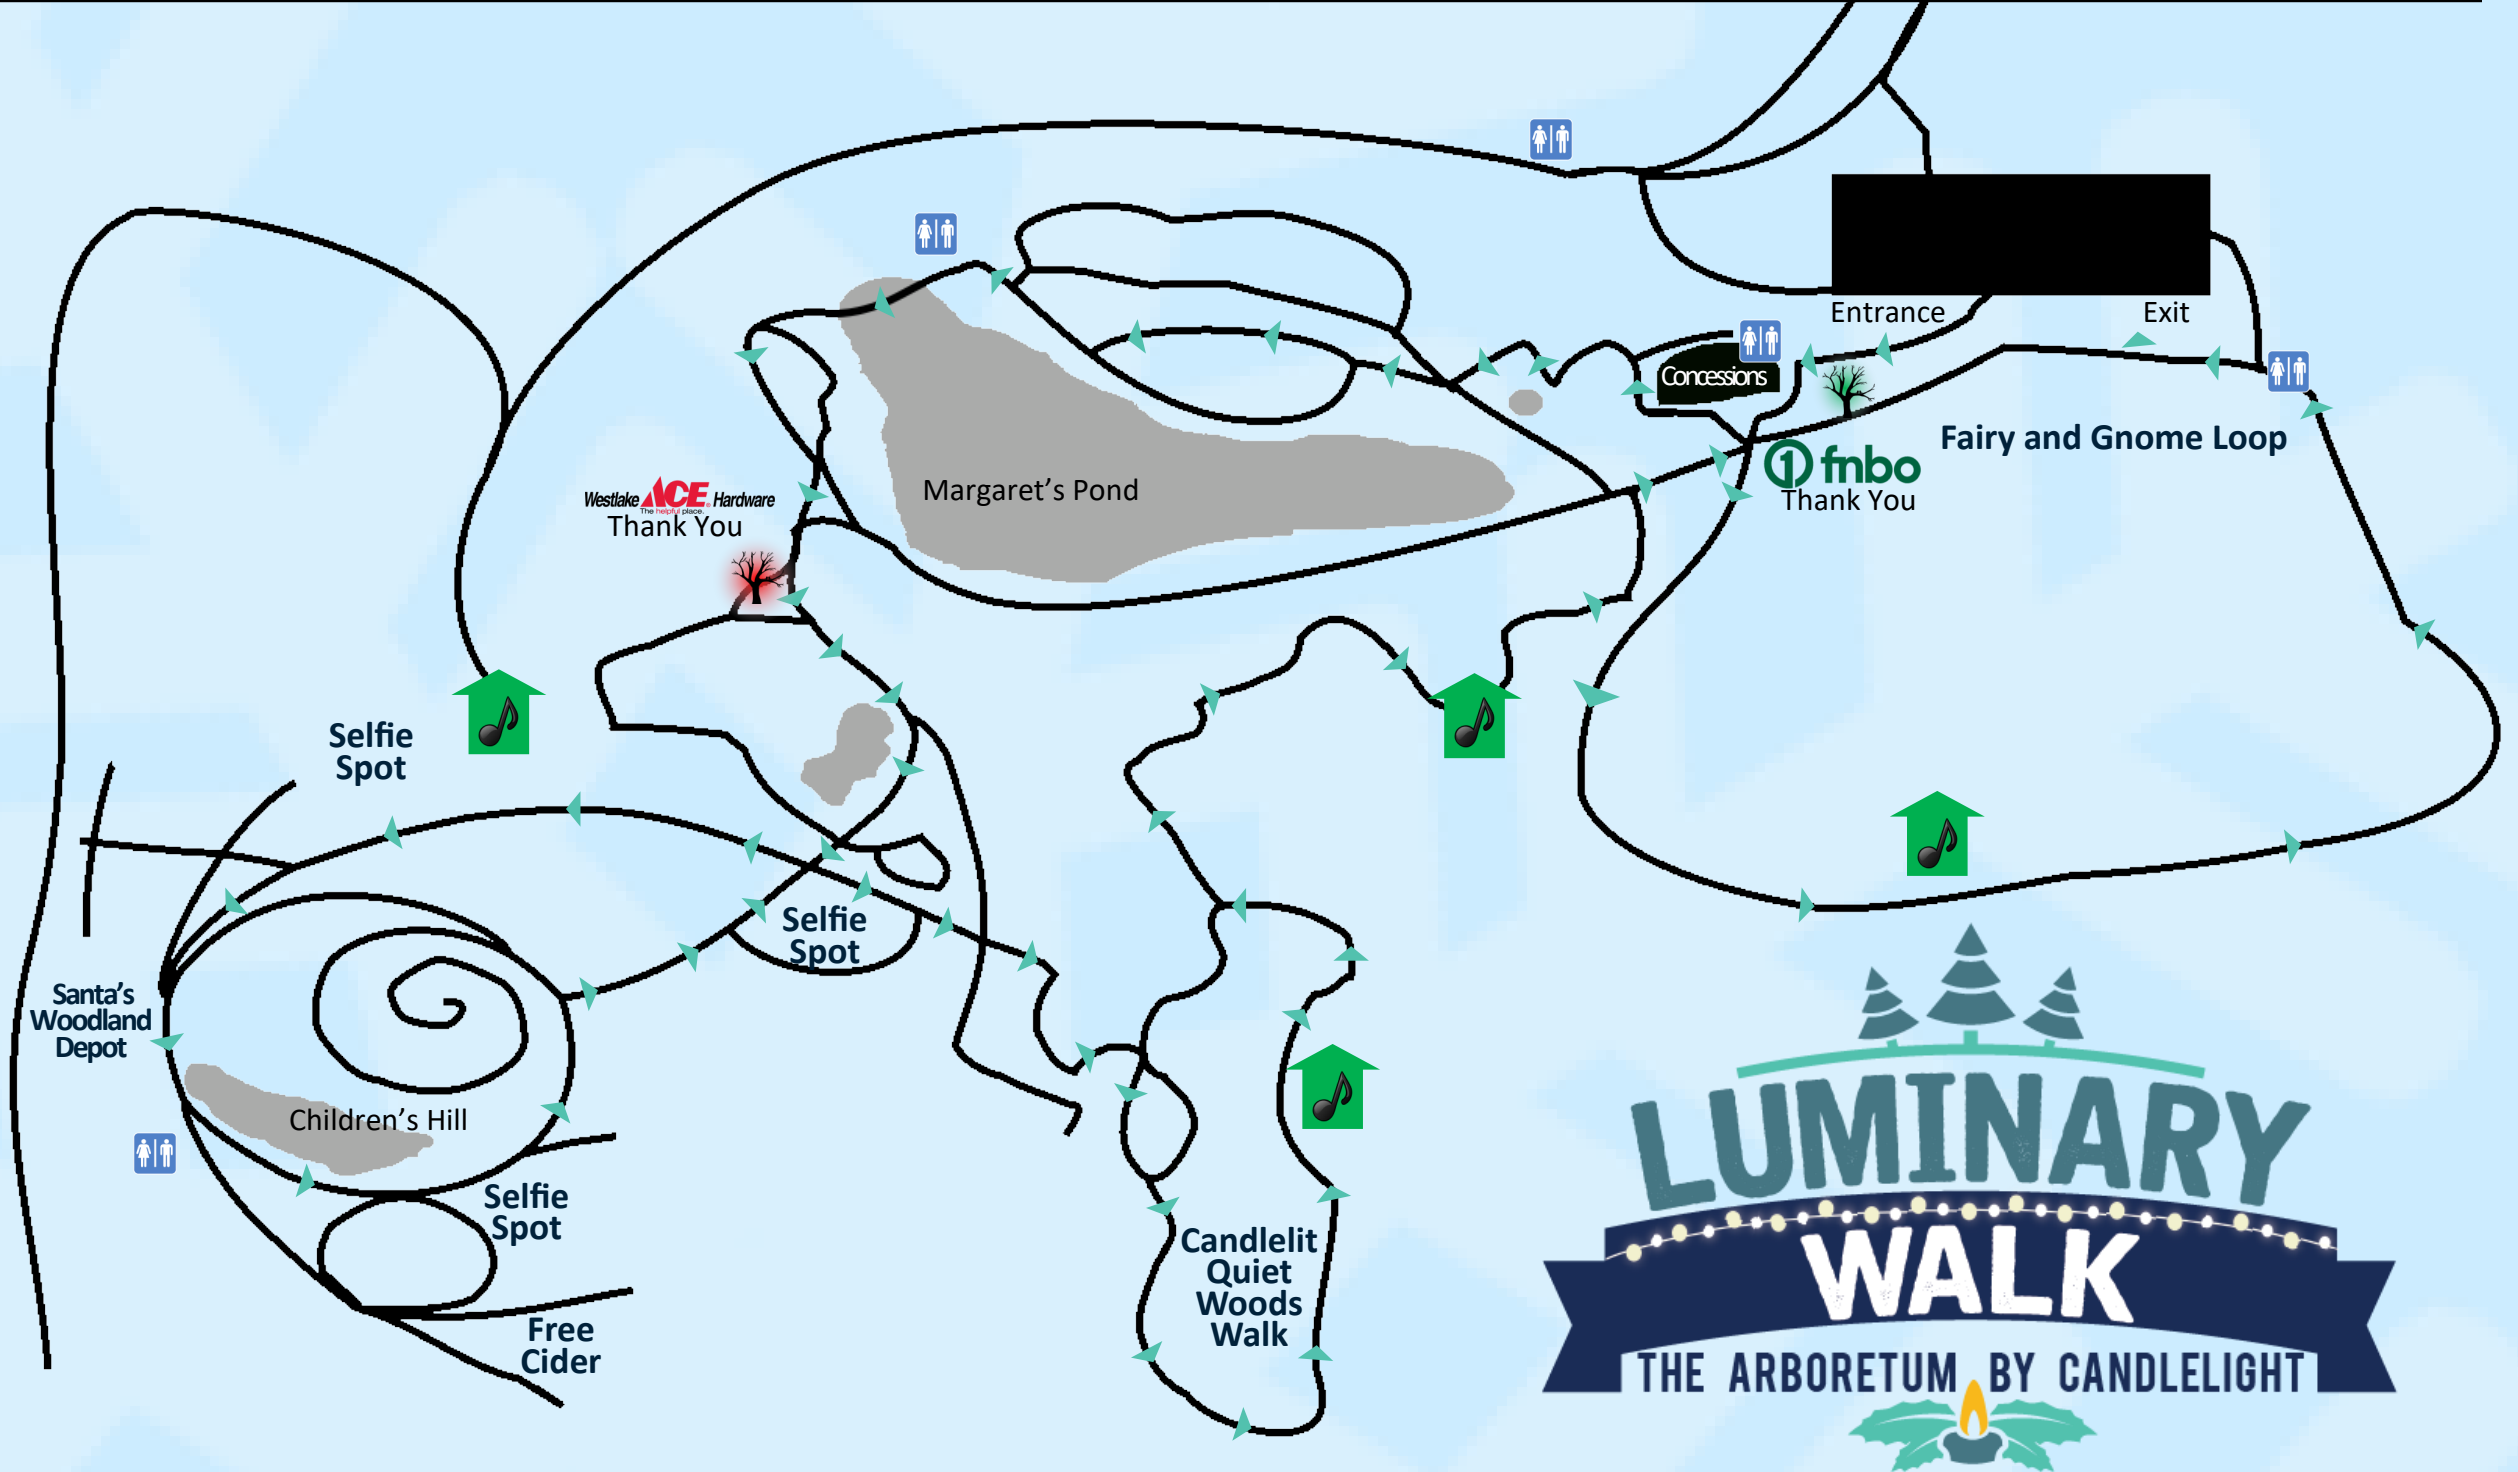 Entrance
Exit
Concessions
Fairy and Gnome Loop
1 fnbo
Thank You
Margaret's Pond
Westlake ACE Hardware
The helpful place.
Thank You
Selfie
Spot
Selfie
Spot
Santa's
Woodland
Depot
Children's Hill
Selfie
Spot
Free
Cider
Candlelit
Quiet
Woods
Walk
LUMINARY
WALK
THE ARBORETUM BY CANDLELIGHT